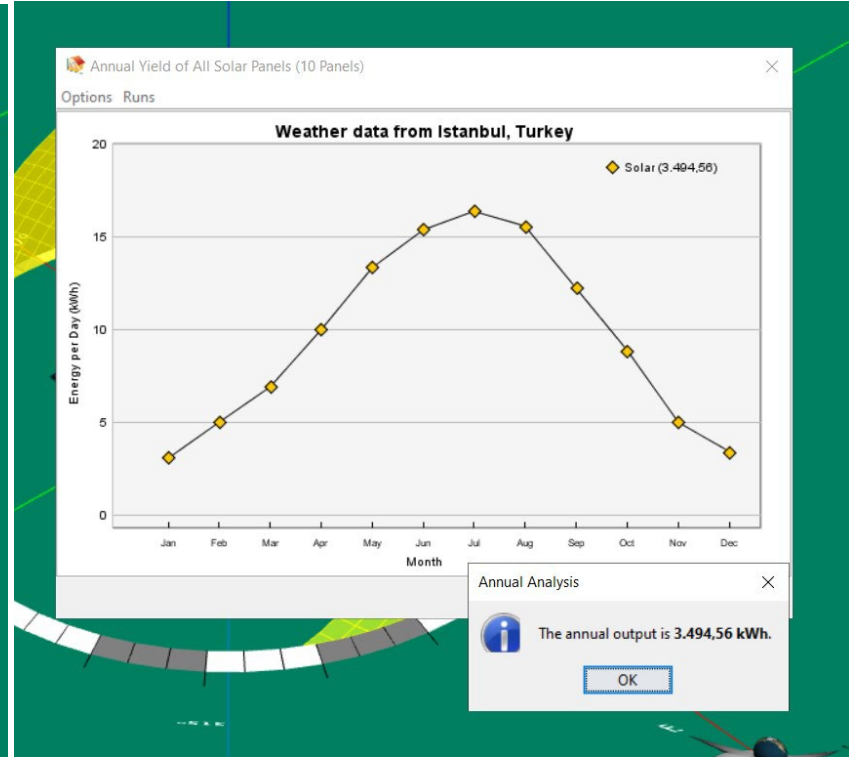 Annual Yield of All Solar Panels (10 Panels)
Options Runs
Weather data from Istanbul, Turkey
Solar (3.494,56)
20
15
10
5
0
Energy per Day (kWh)
Jan Feb Mar Apr May Jun Jul Aug Sep Oct Nov Dec
Month
Annual Analysis
The annual output is 3.494,56 kWh.
OK
E